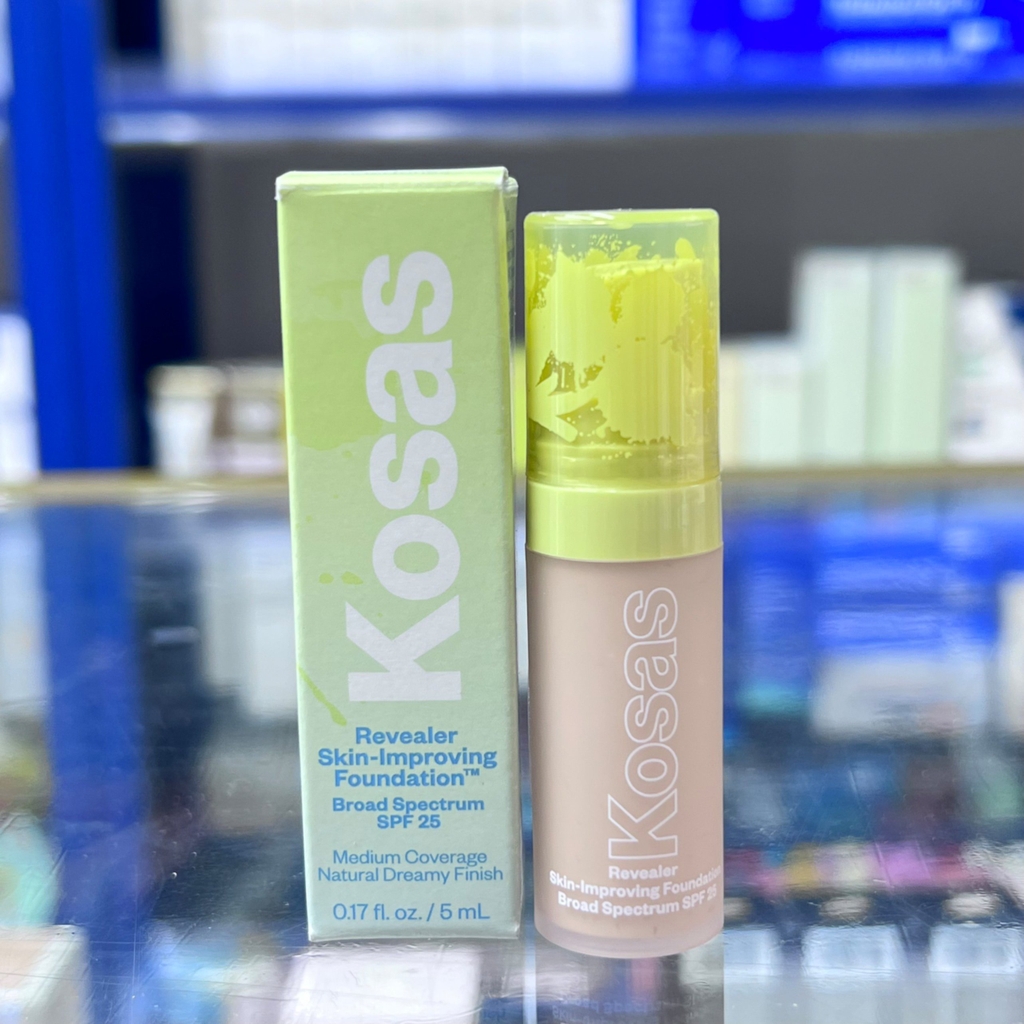 Kosas
Revealer
Skin-Improving
Foundation™
Broad Spectrum
SPF 25
Medium Coverage
Natural Dreamy Finish
0.17 fl. oz. / 5 mL
Kosas
Revealer
Skin-Improving Foundation
Broad Spectrum SPF 25